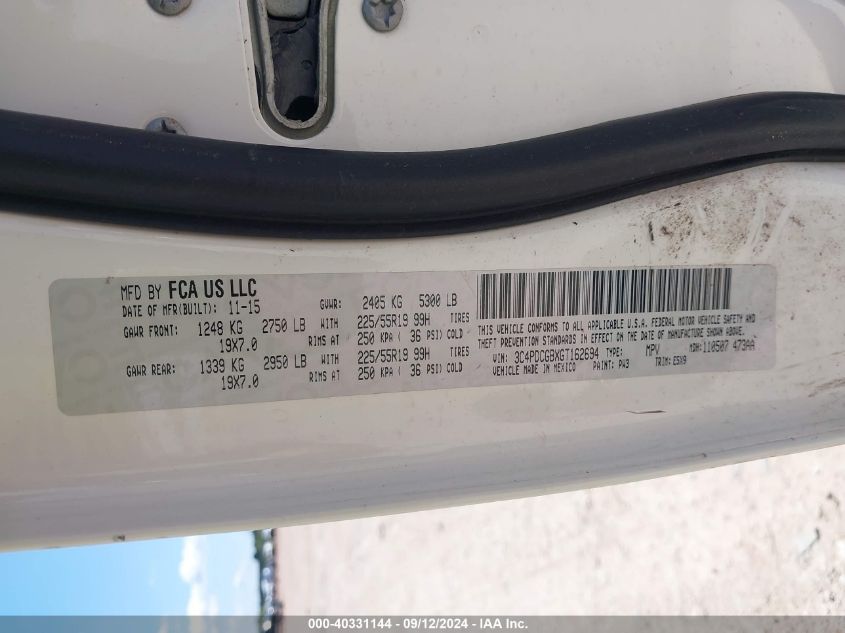 MFD BY FCA US LLC
DATE OF MFR(BUILT): 11-15 GVWR: 2405 KG 5300 LB
GAWR FRONT: 1248 KG 2750 LB WITH 225/55R19 99H TIRES
19X7.0 RIMS AT 250 KPA ( 36 PSI) COLD
GAWR REAR: 1339 KG 2950 LB WITH 225/55R19 99H TIRES
19X7.0 RIMS AT 250 KPA ( 36 PSI) COLD
THIS VEHICLE CONFORMS TO ALL APPLICABLE U.S.A. FEDERAL MOTOR VEHICLE SAFETY AND
THEFT PREVENTION STANDARDS IN EFFECT ON THE DATE OF MANUFACTURE SHOWN ABOVE.
VIN: 3C4PDCGBXGT162694 TYPE: MPV MDH: 110507 473AA
VEHICLE MADE IN MEXICO PAINT: PW3 TRIM: E5X9
000-40331144 - 09/12/2024 - IAA Inc.